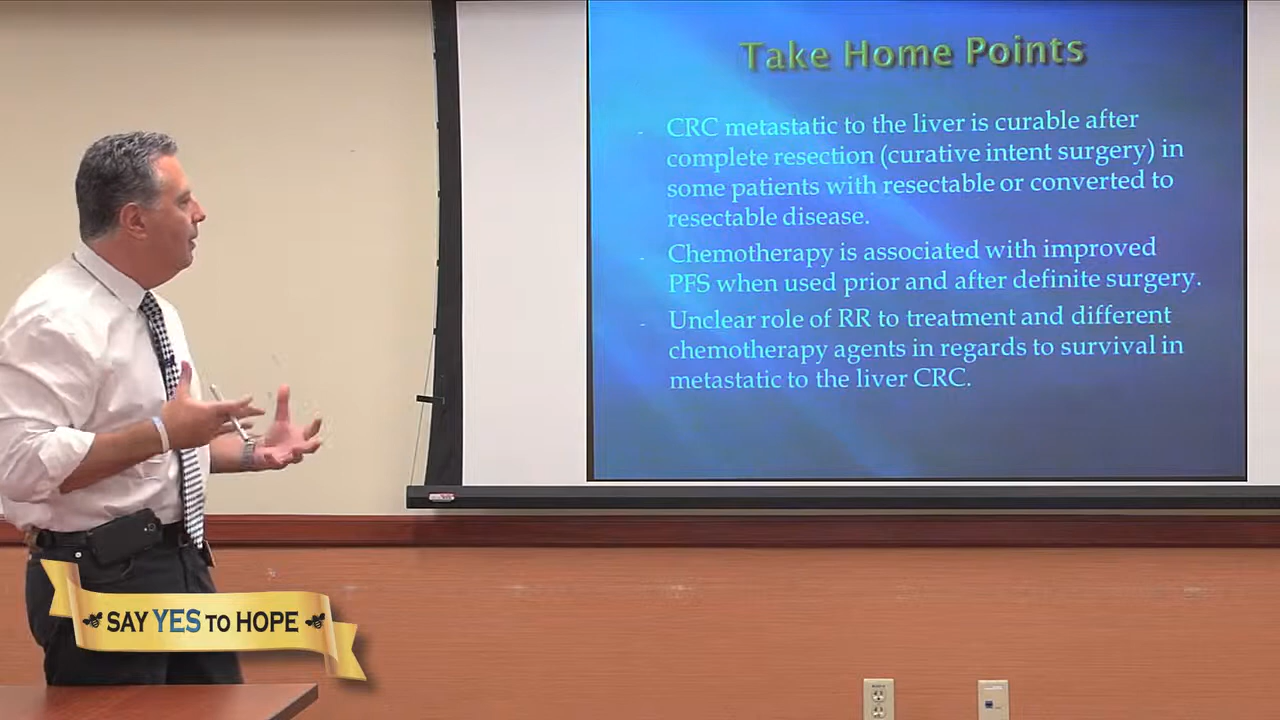 Take Home Points
- CRC metastatic to the liver is curable after
complete resection (curative intent surgery) in
some patients with resectable or converted to
resectable disease.
- Chemotherapy is associated with improved
PFS when used prior and after definite surgery.
- Unclear role of RR to treatment and different
chemotherapy agents in regards to survival in
metastatic to the liver CRC.
SAY YES TO HOPE